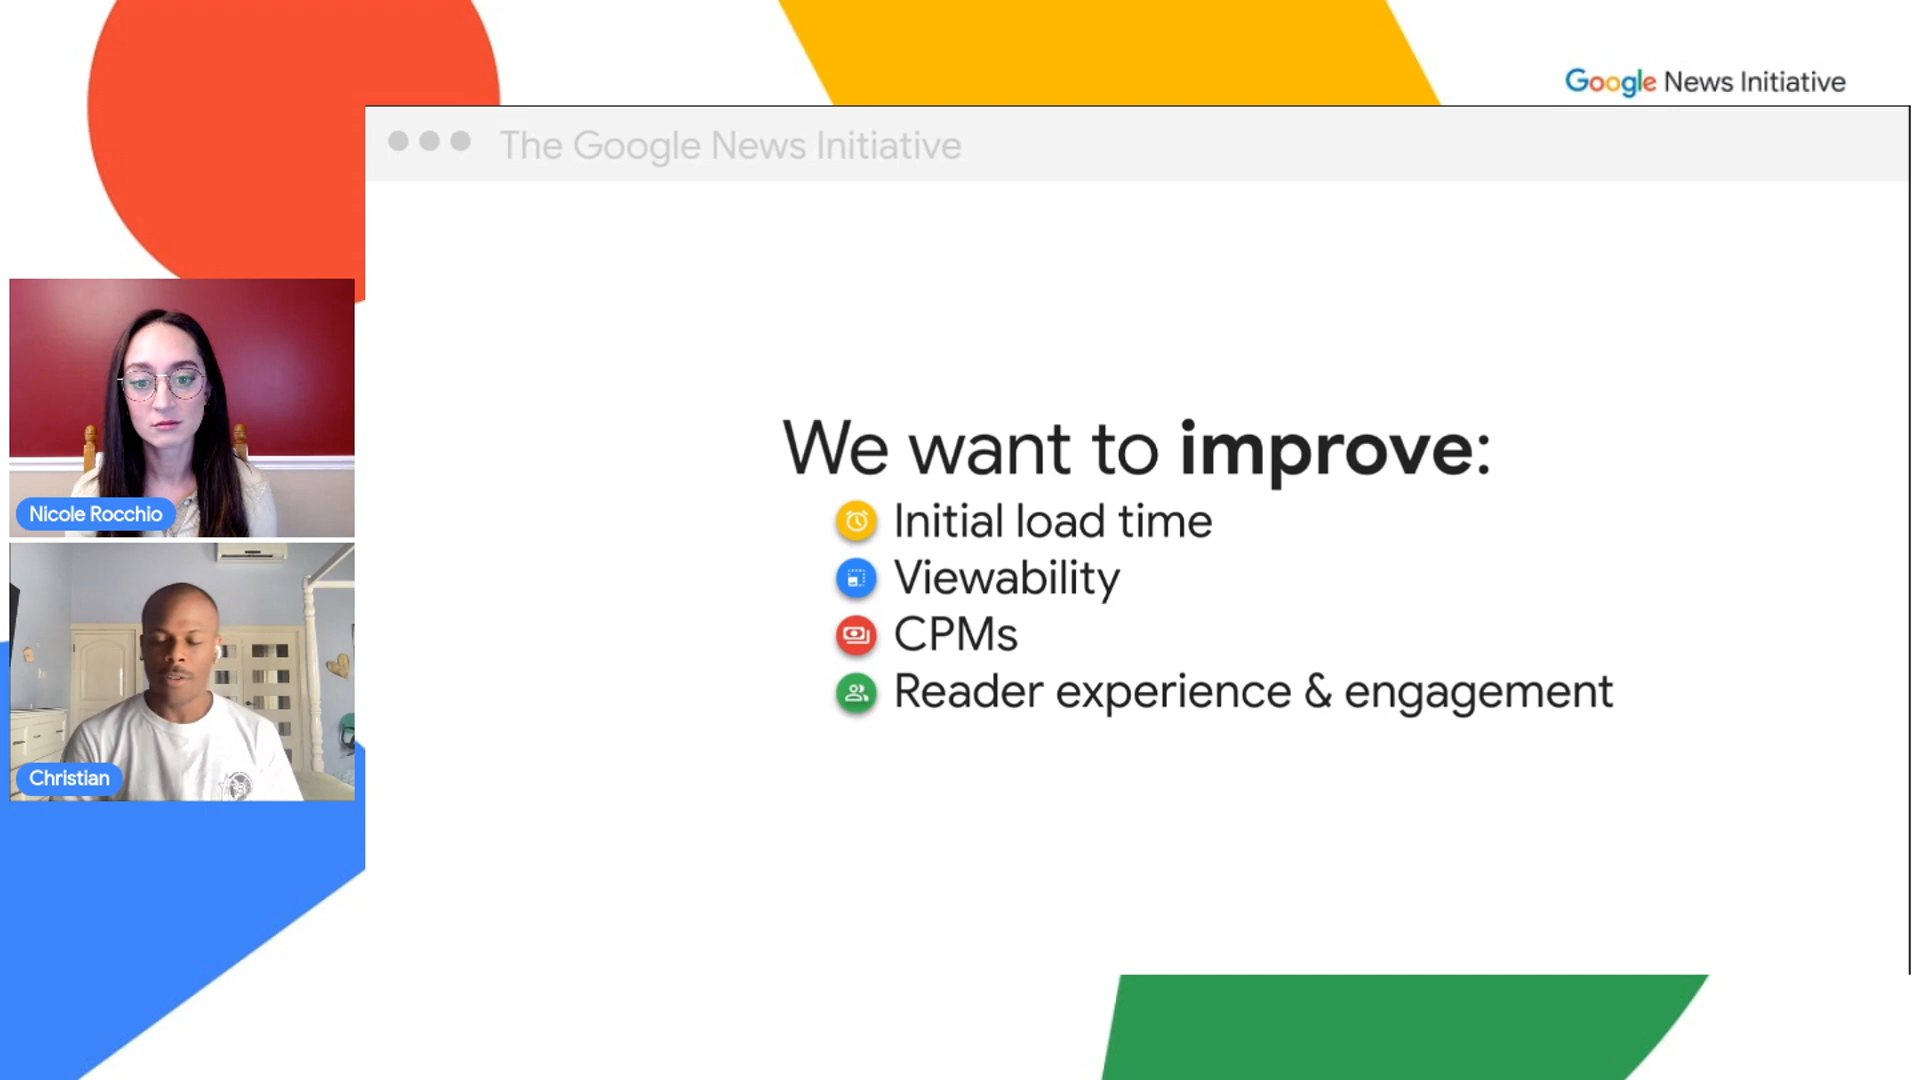 Google News Initiative
The Google News Initiative
We want to improve:
Initial load time
Viewability
CPMs
Reader experience & engagement
Nicole Rocchio
Christian